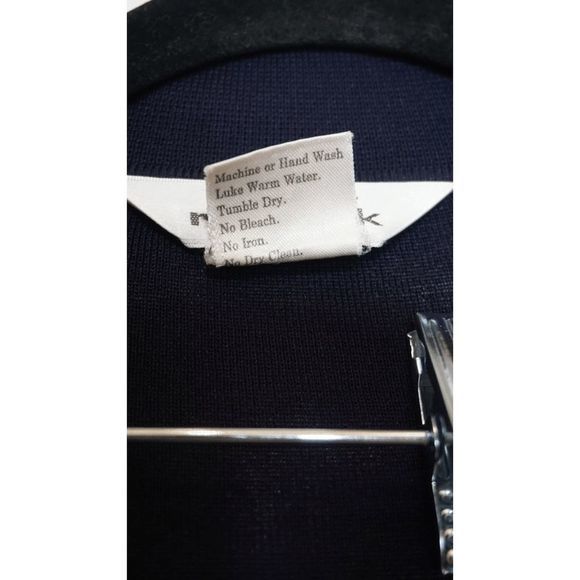 Machine or Hand Wash
Luke Warm Water.
Tumble Dry.
No Bleach.
No Iron.
No Dry Clean.